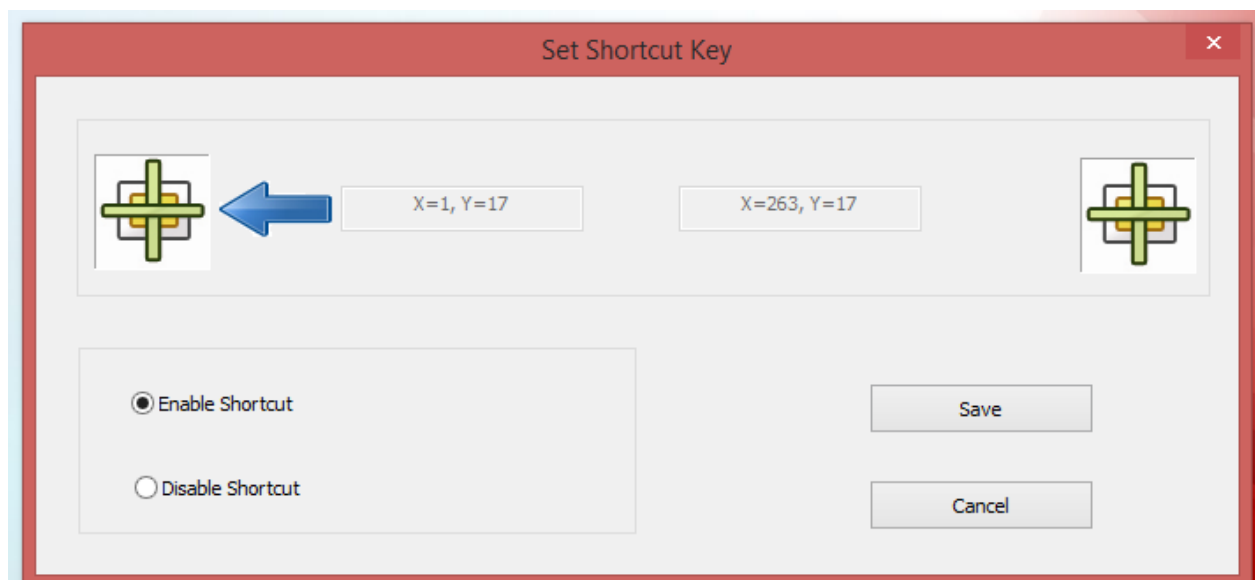 Set Shortcut Key
X=1, Y=17
X=263, Y=17
Enable Shortcut
Save
Disable Shortcut
Cancel